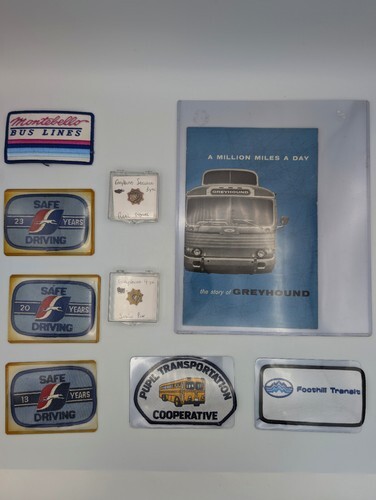 Montebello
BUS LINES
A MILLION MILES A DAY
GREYHOUND
the story of GREYHOUND
SAFE
23 YEARS
DRIVING
SAFE
20 YEARS
DRIVING
SAFE
13 YEARS
DRIVING
PUPIL TRANSPORTATION
COOPERATIVE
Foothill Transit